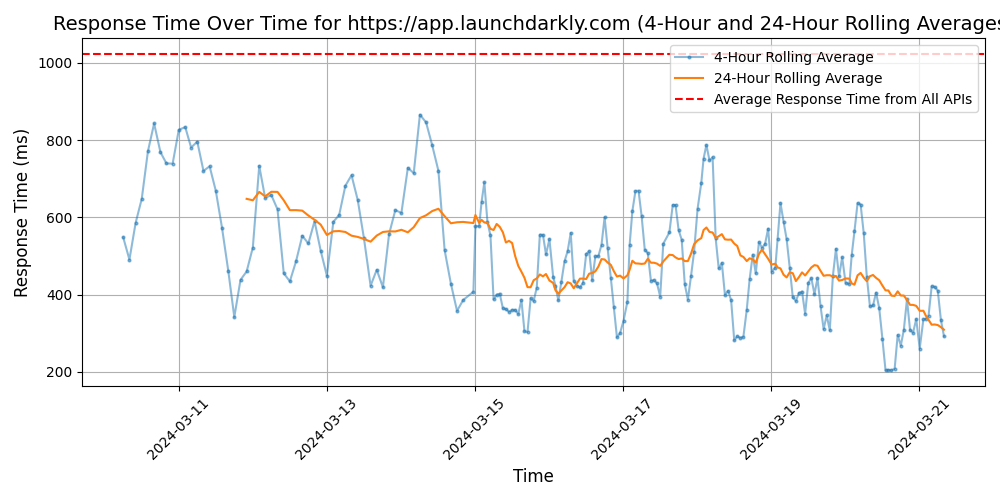 Response Time Over Time for https://app.launchdarkly.com (4-Hour and 24-Hour Rolling Averages
4-Hour Rolling Average
24-Hour Rolling Average
Average Response Time from All APIs
Response Time (ms)
1000
800
600
400
200
2024-03-11
2024-03-13
2024-03-15
2024-03-17
2024-03-19
2024-03-21
Time